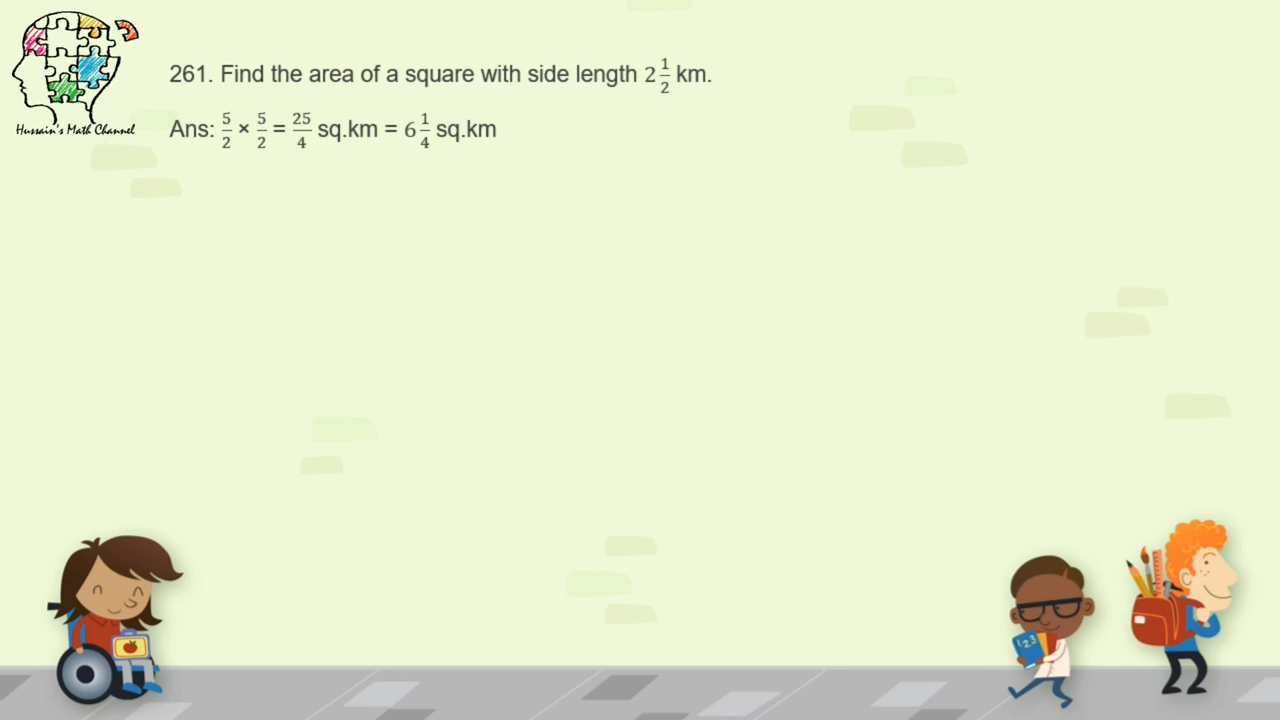 Hussain's Math Channel
261. Find the area of a square with side length 2 1/2 km.
Ans: 5/2 × 5/2 = 25/4 sq.km = 6 1/4 sq.km
123